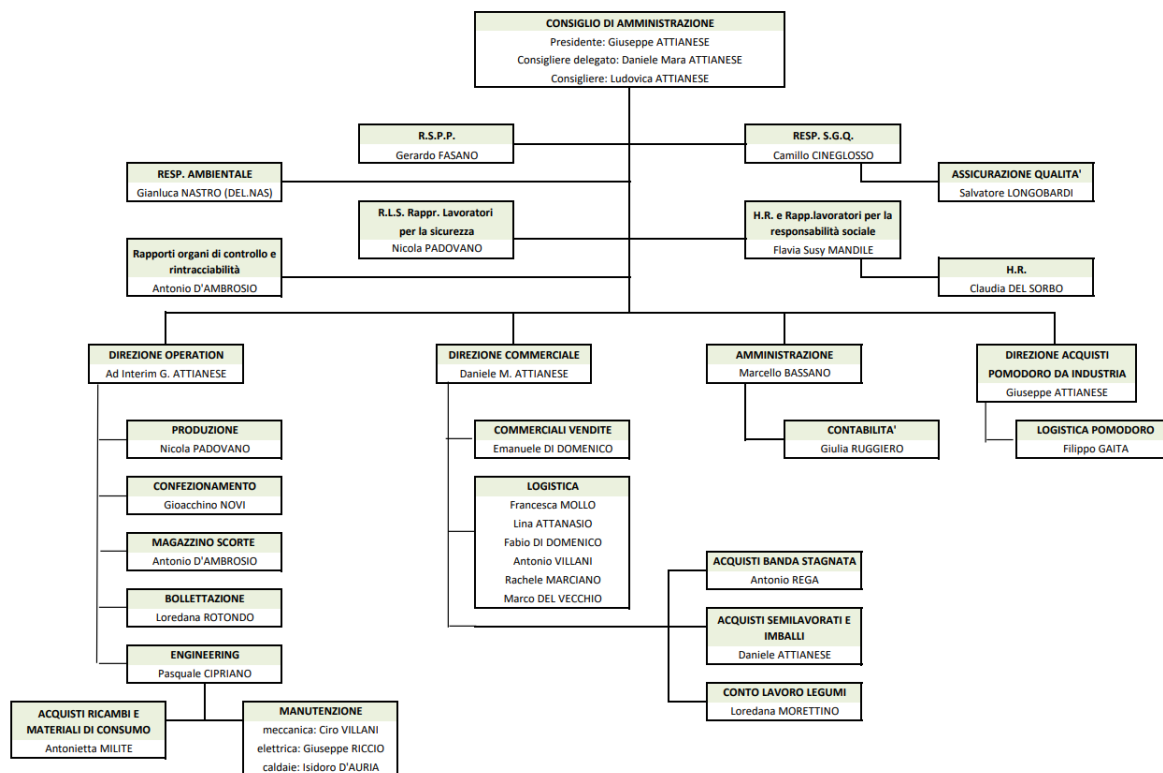 CONSIGLIO DI AMMINISTRAZIONE
Presidente: Giuseppe ATTIANESE
Consigliere delegato: Daniele Mara ATTIANESE
Consigliere: Ludovica ATTIANESE
R.S.P.P.
Gerardo FASANO
RESP. S.G.Q.
Camillo CINEGLOSSO
RESP. AMBIENTALE
Gianluca NASTRO (DEL.NAS)
ASSICURAZIONE QUALITA'
Salvatore LONGOBARDI
R.L.S. Rappr. Lavoratori
per la sicurezza
Nicola PADOVANO
H.R. e Rapp.lavoratori per la
responsabilità sociale
Flavia Susy MANDILE
Rapporti organi di controllo e
rintracciabilità
Antonio D'AMBROSIO
H.R.
Claudia DEL SORBO
DIREZIONE OPERATION
Ad Interim G. ATTIANESE
DIREZIONE COMMERCIALE
Daniele M. ATTIANESE
AMMINISTRAZIONE
Marcello BASSANO
DIREZIONE ACQUISTI
POMODORO DA INDUSTRIA
Giuseppe ATTIANESE
PRODUZIONE
Nicola PADOVANO
COMMERCIALI VENDITE
Emanuele DI DOMENICO
CONTABILITA'
Giulia RUGGIERO
LOGISTICA POMODORO
Filippo GAITA
CONFEZIONAMENTO
Gioacchino NOVI
LOGISTICA
Francesca MOLLO
Lina ATTANASIO
Fabio DI DOMENICO
Antonio VILLANI
Rachele MARCIANO
Marco DEL VECCHIO
MAGAZZINO SCORTE
Antonio D'AMBROSIO
ACQUISTI BANDA STAGNATA
Antonio REGA
BOLLETTAZIONE
Loredana ROTONDO
ACQUISTI SEMILAVORATI E
IMBALLI
Daniele ATTIANESE
ENGINEERING
Pasquale CIPRIANO
CONTO LAVORO LEGUMI
Loredana MORETTINO
ACQUISTI RICAMBI E
MATERIALI DI CONSUMO
Antonietta MILITE
MANUTENZIONE
meccanica: Ciro VILLANI
elettrica: Giuseppe RICCIO
caldaie: Isidoro D'AURIA